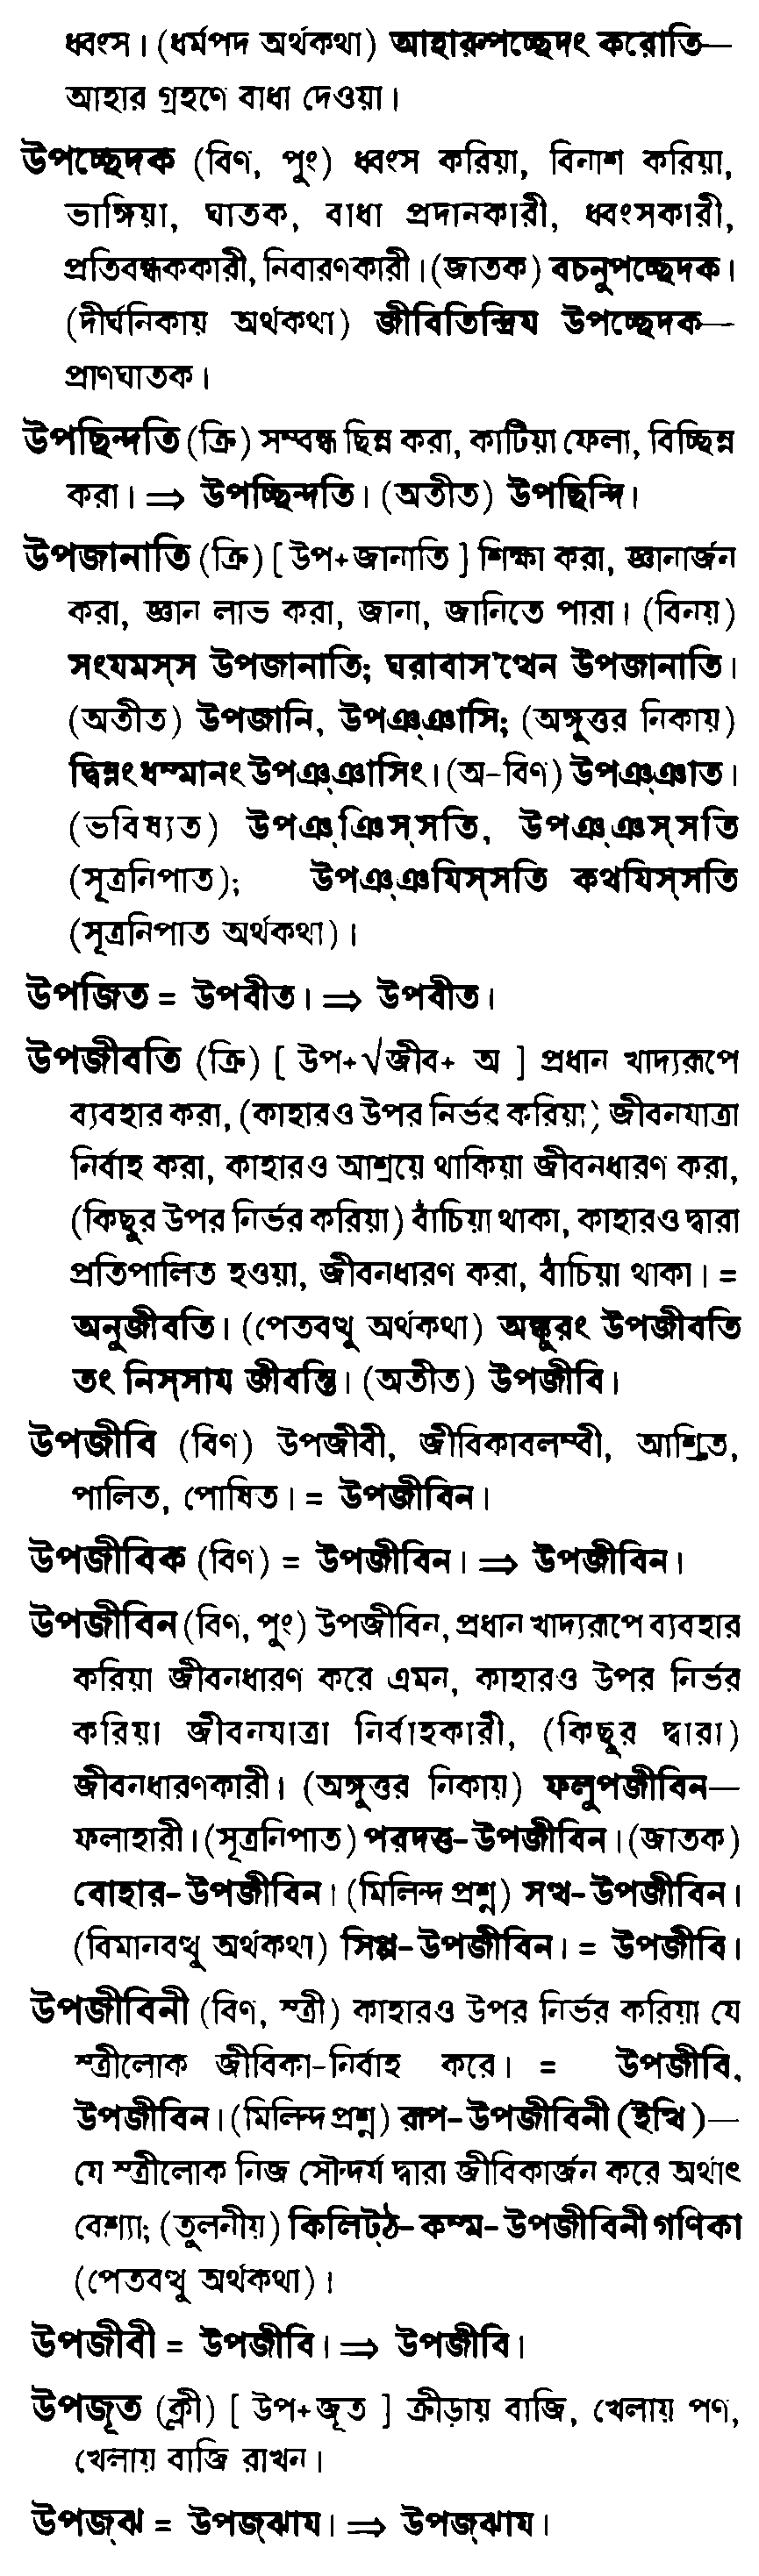 ধ্বংস। (ধর্মপদ অর্থকথা) আহারুপচ্ছেদং করোতি—
আহার গ্রহণে বাধা দেওয়া।
উপচ্ছেদক (বিণ, পুং) ধ্বংস করিয়া, বিনাশ করিয়া,
ভাঙ্গিয়া, ঘাতক, বাধা প্রদানকারী, ধ্বংসকারী,
প্রতিবন্ধককারী, নিবারণকারী। (জাতক) বচনুপচ্ছেদক।
(দীর্ঘনিকায় অর্থকথা) জীবিতিন্দ্রিয উপচ্ছেদক—
প্রাণঘাতক।
উপছিন্দতি (ক্রি) সম্বন্ধ ছিন্ন করা, কাটিয়া ফেলা, বিচ্ছিন্ন
করা। ⇒ উপচ্ছিন্দতি। (অতীত) উপছিন্দি।
উপজানাতি (ক্রি) [ উপ+জানাতি ] শিক্ষা করা, জ্ঞানার্জন
করা, জ্ঞান লাভ করা, জানা, জানিতে পারা। (বিনয়)
সংযমস্স উপজানাতি; ঘরাবাসত্থেন উপজানাতি।
(অতীত) উপজানি, উপঞ্ঞাসি; (অঙ্গুত্তর নিকায়)
দ্বিন্নং ধম্মানং উপঞ্ঞাসিং। (অ-বিণ) উপঞ্ঞাত।
(ভবিষ্যত) উপঞ্ঞিস্সতি, উপঞ্ঞস্সতি
(সূত্রনিপাত); উপঞ্ঞযিস্সতি কথযিস্সতি
(সূত্রনিপাত অর্থকথা)।
উপজিত = উপবীত। ⇒ উপবীত।
উপজীবতি (ক্রি) [ উপ+√জীব+ অ ] প্রধান খাদ্যরূপে
ব্যবহার করা, (কাহারও উপর নির্ভর করিয়া) জীবনযাত্রা
নির্বাহ করা, কাহারও আশ্রয়ে থাকিয়া জীবনধারণ করা,
(কিছুর উপর নির্ভর করিয়া) বাঁচিয়া থাকা, কাহারও দ্বারা
প্রতিপালিত হওয়া, জীবনধারণ করা, বাঁচিয়া থাকা। =
অনুজীবতি। (পেতবত্থু অর্থকথা) অঙ্কুরং উপজীবতি
তং নিস্সায জীবন্তি। (অতীত) উপজীবি।
উপজীবি (বিণ) উপজীবী, জীবিকাবলম্বী, আশ্রিত,
পালিত, পোষিত। = উপজীবিন।
উপজীবিক (বিণ) = উপজীবিন। ⇒ উপজীবিন।
উপজীবিন (বিণ, পুং) উপজীবিন, প্রধান খাদ্যরূপে ব্যবহার
করিয়া জীবনধারণ করে এমন, কাহারও উপর নির্ভর
করিয়া জীবনযাত্রা নির্বাহকারী, (কিছুর দ্বারা)
জীবনধারণকারী। (অঙ্গুত্তর নিকায়) ফলুপজীবিন—
ফলাহারী। (সূত্রনিপাত) পরদত্ত-উপজীবিন। (জাতক)
বোহার-উপজীবিন। (মিলিন্দ প্রশ্ন) সত্থ-উপজীবিন।
(বিমানবত্থু অর্থকথা) সিপ্প-উপজীবিন। = উপজীবি।
উপজীবিনী (বিণ, স্ত্রী) কাহারও উপর নির্ভর করিয়া যে
স্ত্রীলোক জীবিকা-নির্বাহ করে। = উপজীবি,
উপজীবিন। (মিলিন্দ প্রশ্ন) রূপ-উপজীবিনী (ইত্থি)—
যে স্ত্রীলোক নিজ সৌন্দর্য দ্বারা জীবিকার্জন করে অর্থাৎ
বেশ্যা; (তুলনীয়) কিলিট্ঠ-কম্ম-উপজীবিনী গণিকা
(পেতবত্থু অর্থকথা)।
উপজীবী = উপজীবি। ⇒ উপজীবি।
উপজূত (ক্লী) [ উপ+জূত ] ক্রীড়ায় বাজি, খেলায় পণ,
খেলায় বাজি রাখন।
উপজ্ঝ = উপজ্ঝায। ⇒ উপজ্ঝায।